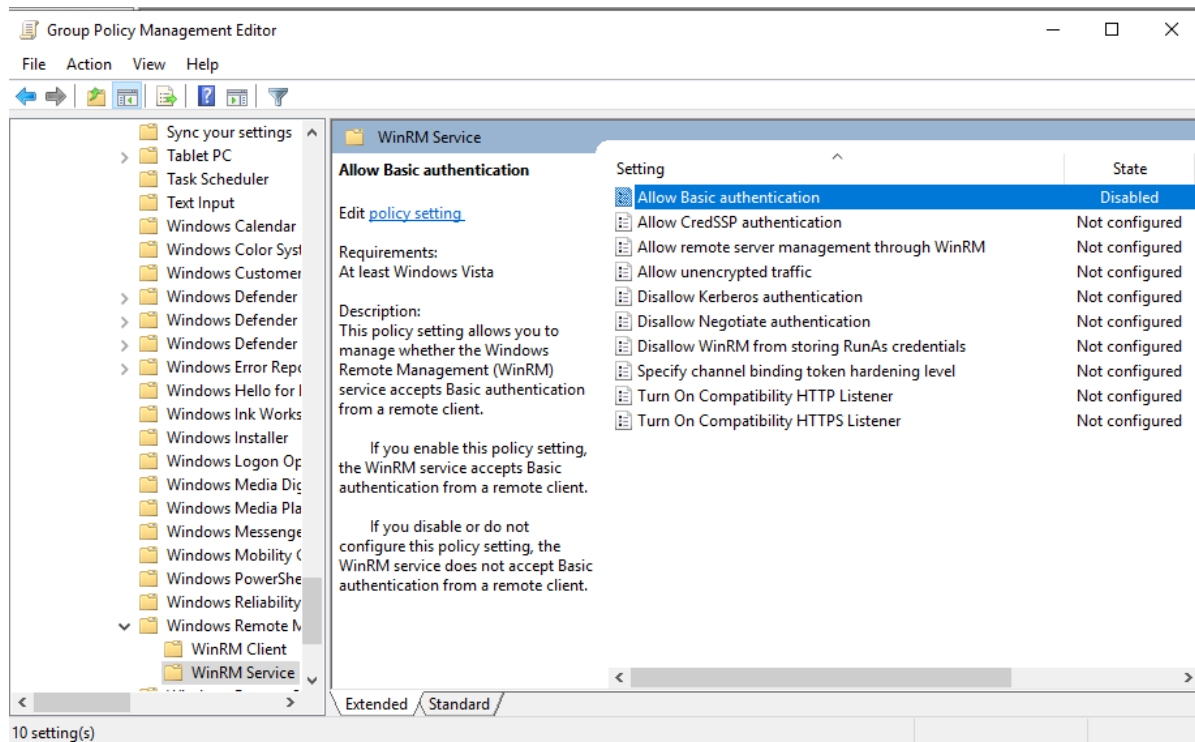 Group Policy Management Editor
File Action View Help
Sync your settings
Tablet PC
Task Scheduler
Text Input
Windows Calendar
Windows Color Syst
Windows Customer
Windows Defender
Windows Defender
Windows Defender
Windows Error Repo
Windows Hello for
Windows Ink Works
Windows Installer
Windows Logon Op
Windows Media Dig
Windows Media Pla
Windows Messenge
Windows Mobility
Windows PowerShe
Windows Reliability
Windows Remote M
WinRM Client
WinRM Service
WinRM Service
Allow Basic authentication
Edit policy setting
Requirements:
At least Windows Vista
Description:
This policy setting allows you to
manage whether the Windows
Remote Management (WinRM)
service accepts Basic authentication
from a remote client.
If you enable this policy setting,
the WinRM service accepts Basic
authentication from a remote client.
If you disable or do not
configure this policy setting, the
WinRM service does not accept Basic
authentication from a remote client.
Setting State
Allow Basic authentication Disabled
Allow CredSSP authentication Not configured
Allow remote server management through WinRM Not configured
Allow unencrypted traffic Not configured
Disallow Kerberos authentication Not configured
Disallow Negotiate authentication Not configured
Disallow WinRM from storing RunAs credentials Not configured
Specify channel binding token hardening level Not configured
Turn On Compatibility HTTP Listener Not configured
Turn On Compatibility HTTPS Listener Not configured
Extended Standard
10 setting(s)